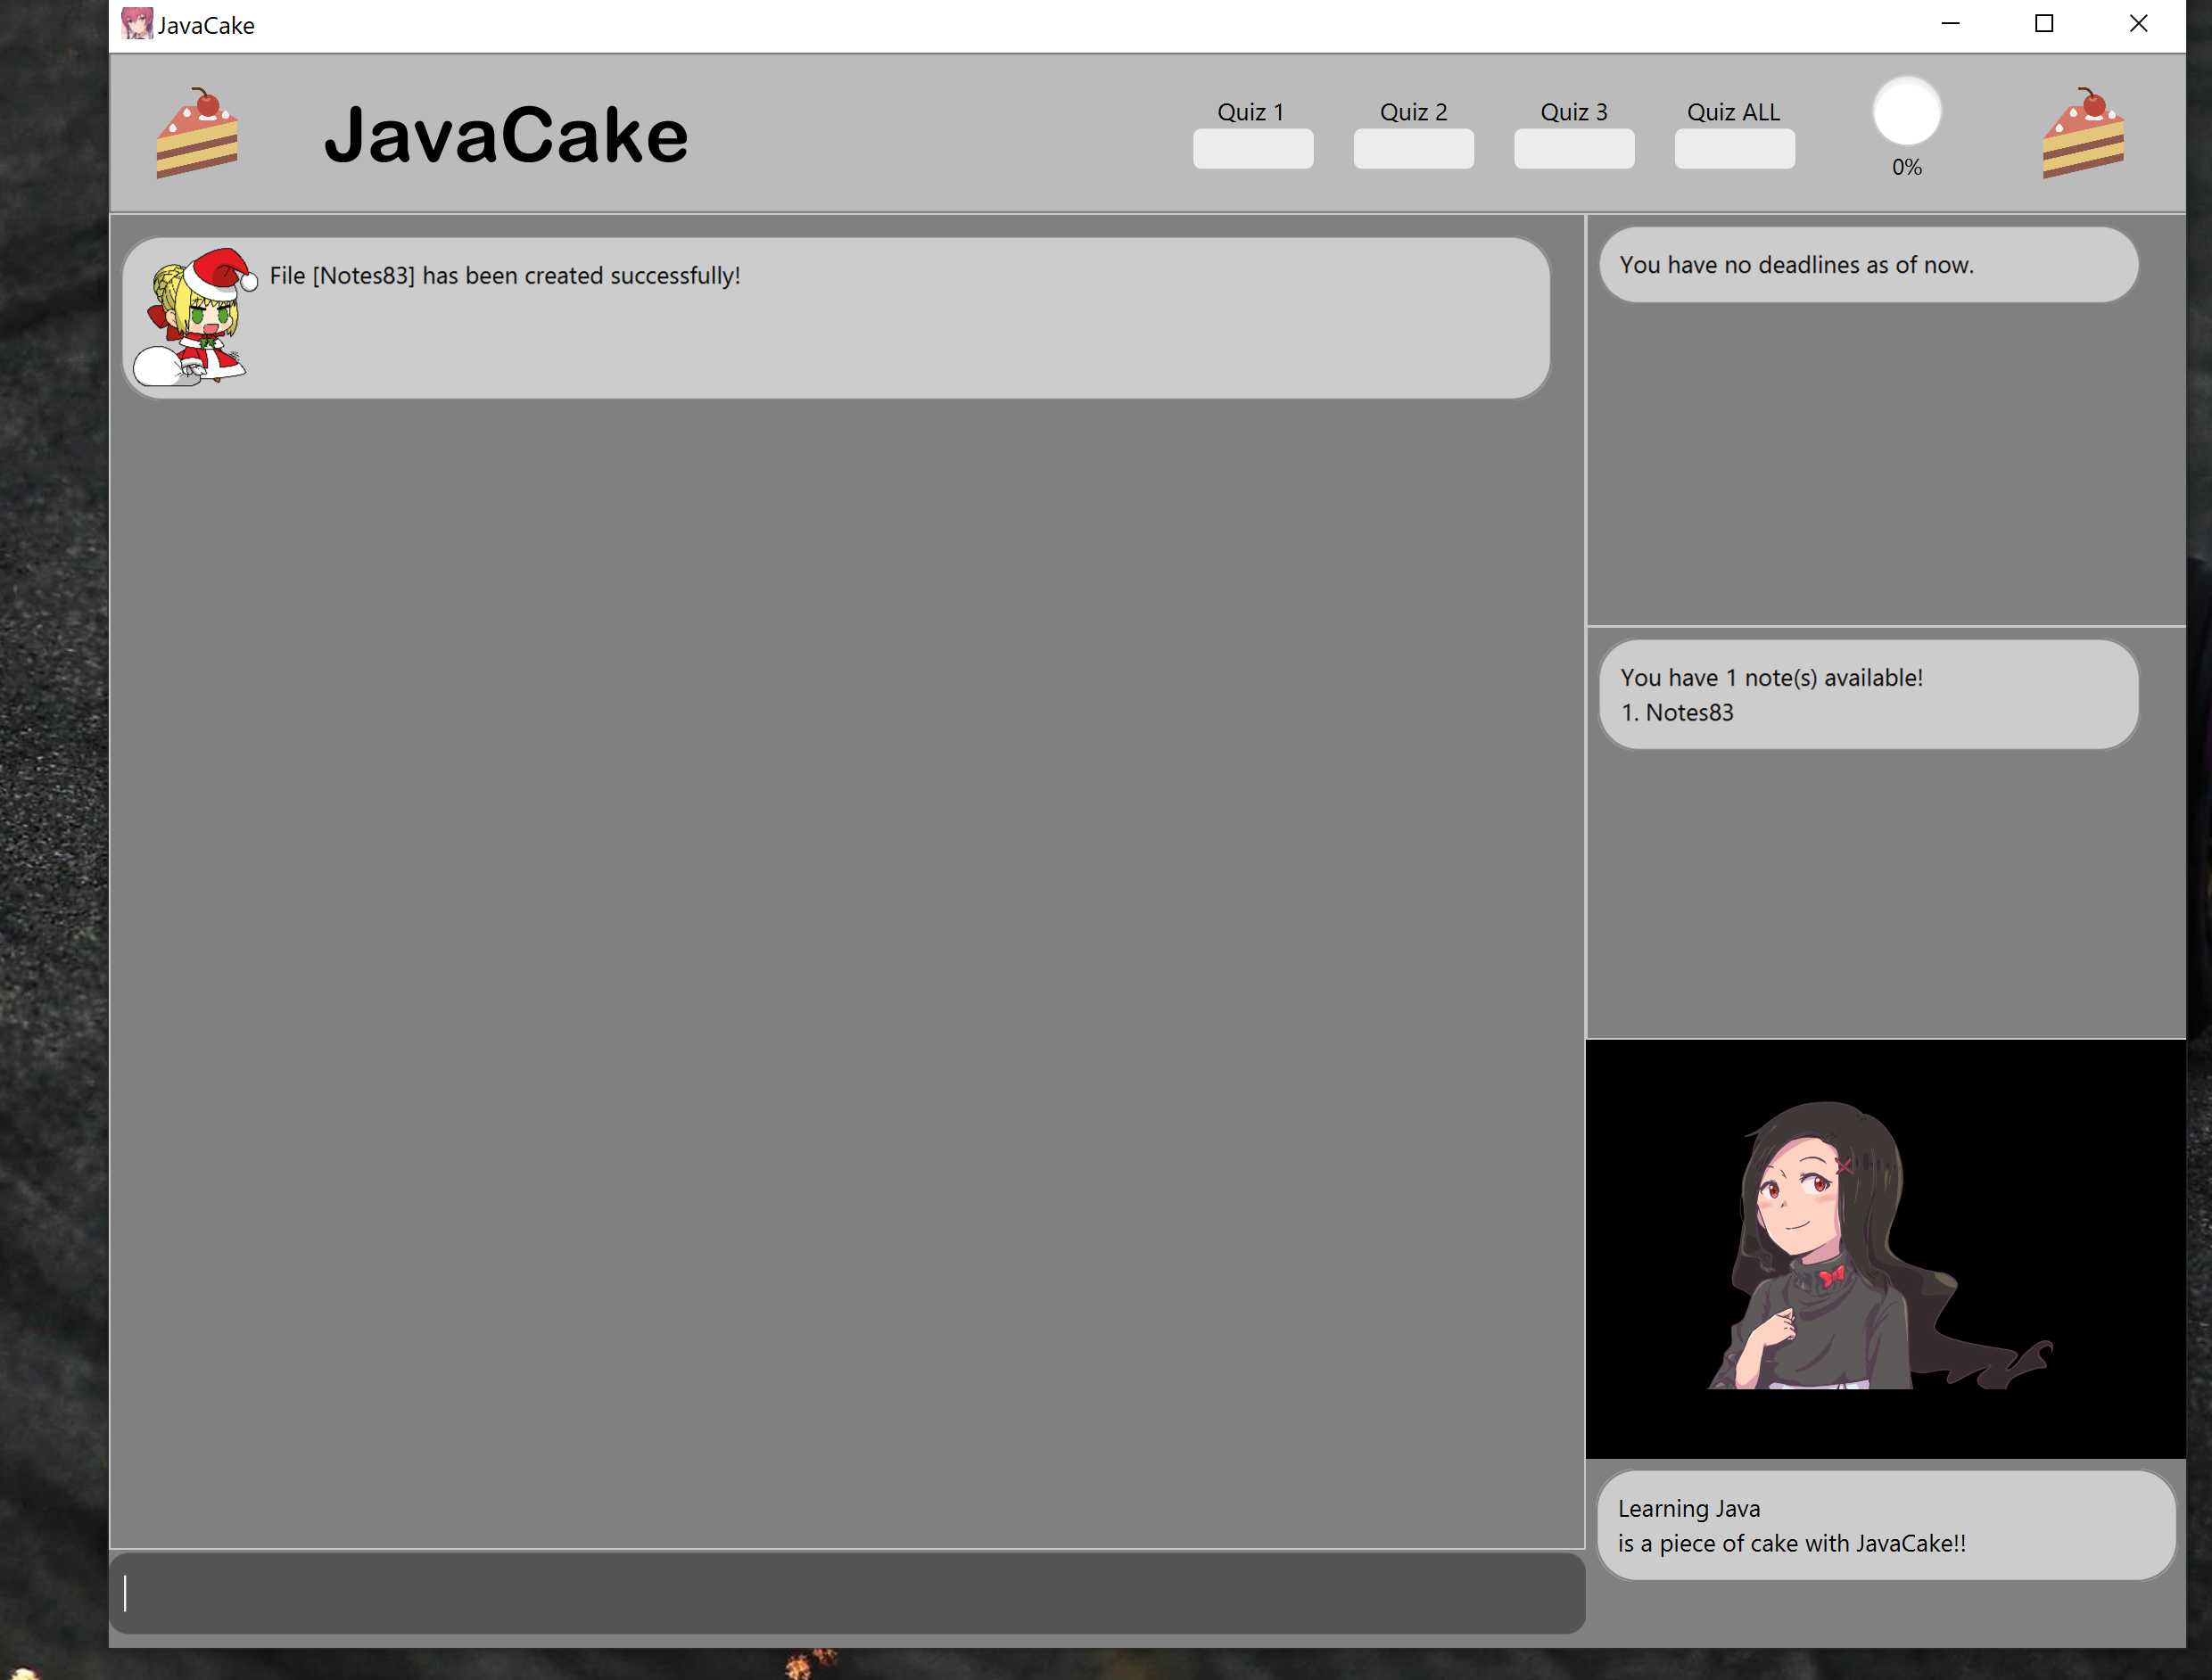 JavaCake
JavaCake
Quiz 1
Quiz 2
Quiz 3
Quiz ALL
0%
File [Notes83] has been created successfully!
You have no deadlines as of now.
You have 1 note(s) available!
1. Notes83
Learning Java
is a piece of cake with JavaCake!!